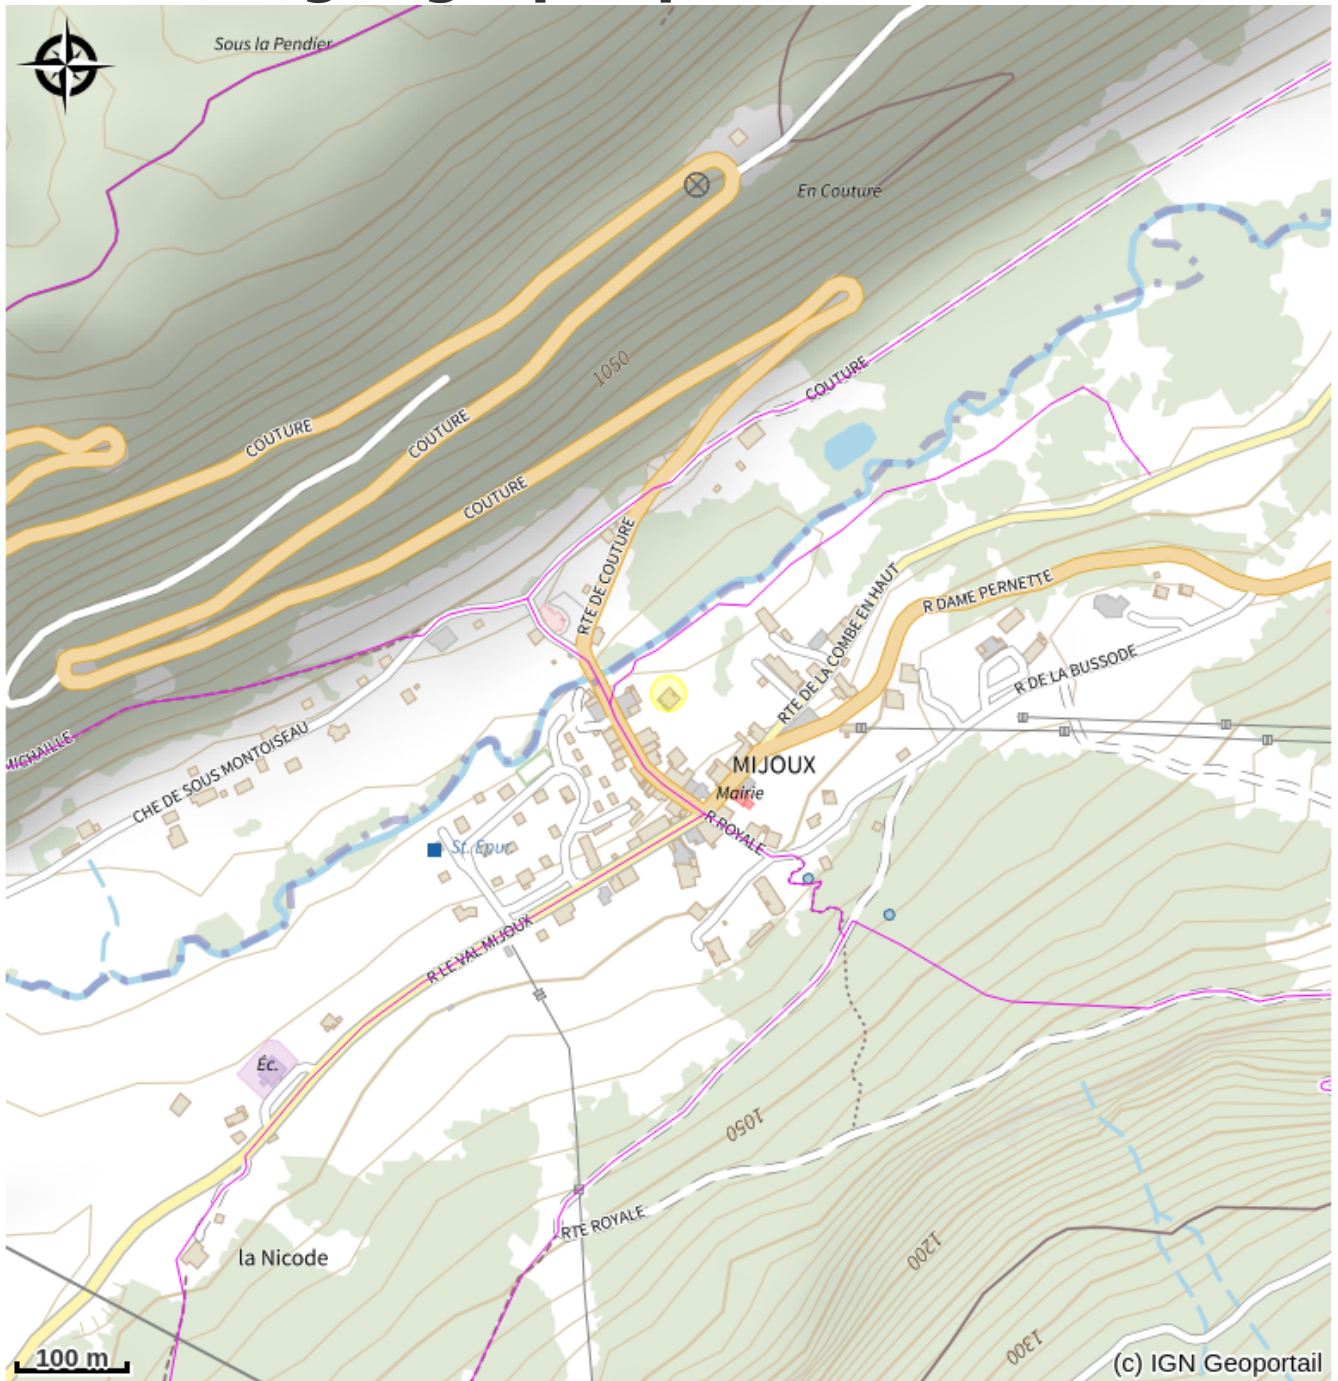 Sous la Pendier
En Couture
1050
COUTURE
COUTURE
COUTURE
COUTURE
RTE DE COUTURE
R DAME PERNETTE
RTE DE LA COMBE EN HAUT
R DE LA BUSSODE
MICHAILLE
CHE DE SOUS MONTOISEAU
MIJOUX
Mairie
R ROYALE
St. Epur.
R LE VAL MIJOUX
Éc.
1050
RTE ROYALE
la Nicode
1200
1300
100 m
(c) IGN Geoportail